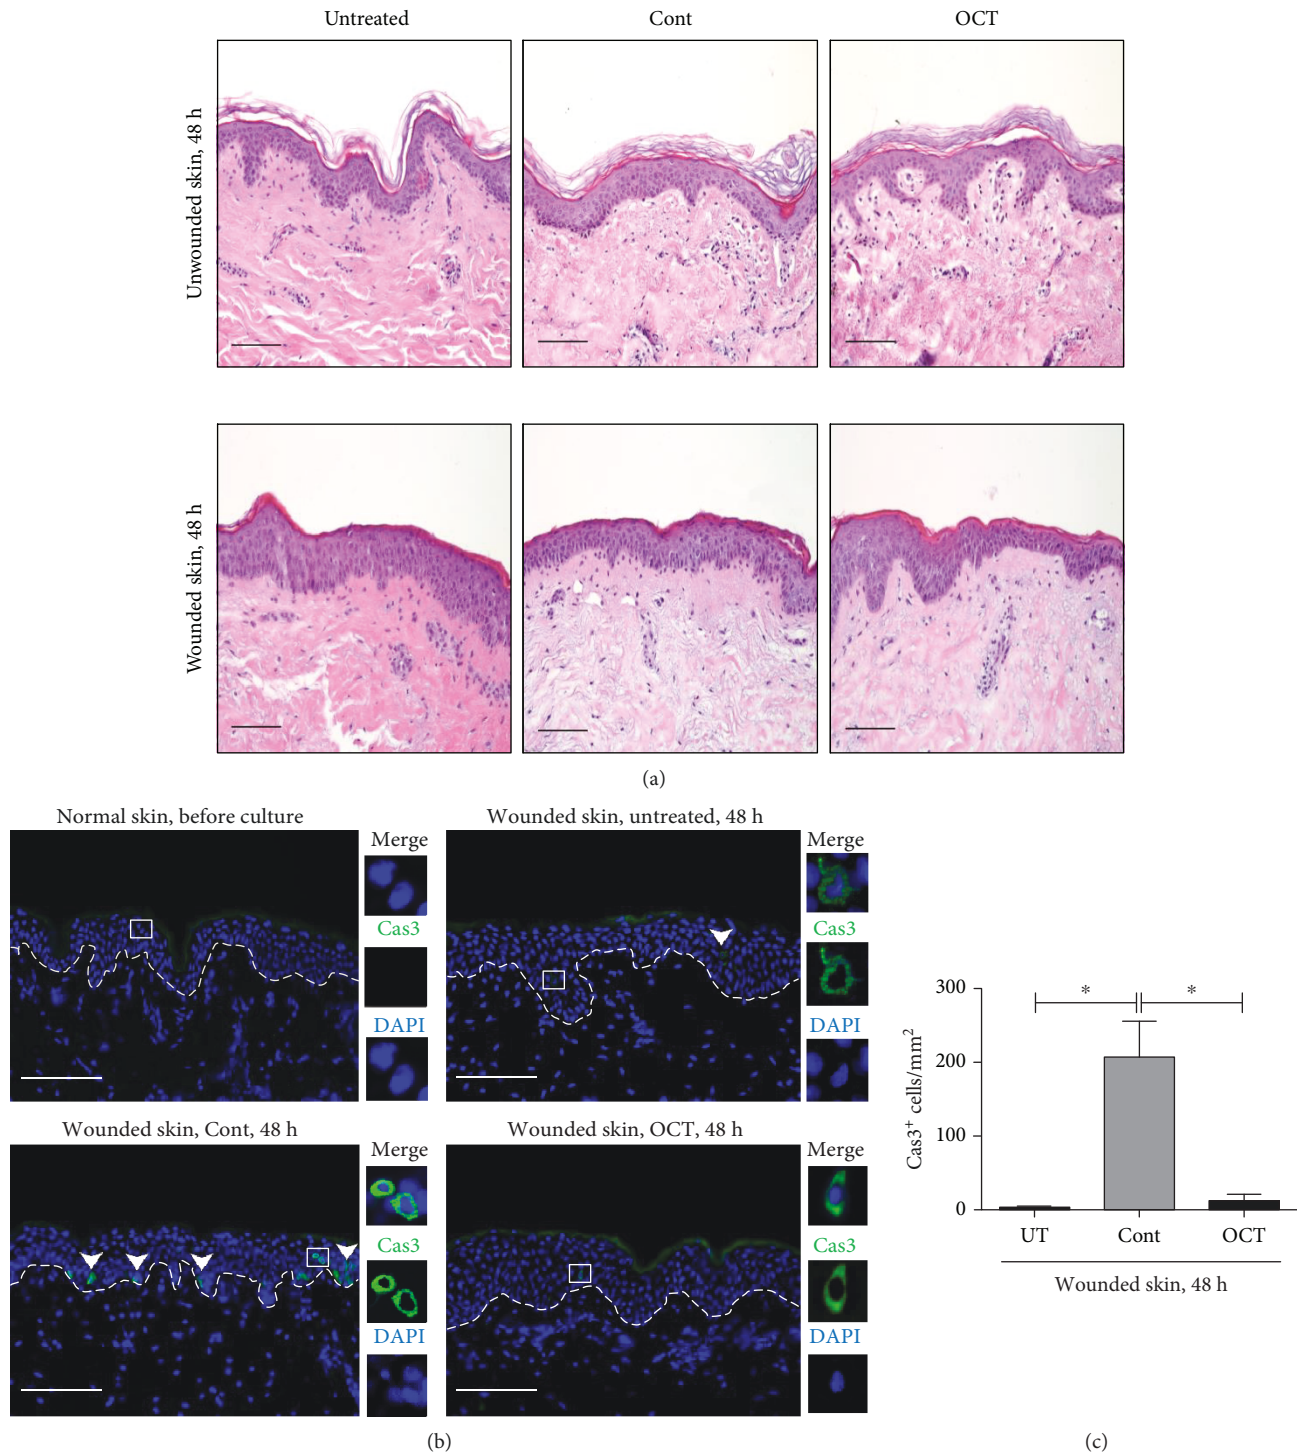 Untreated
Cont
OCT
Unwounded skin, 48 h
Wounded skin, 48 h
(a)
Normal skin, before culture
Merge
Cas3
DAPI
Wounded skin, untreated, 48 h
Merge
Cas3
DAPI
Wounded skin, Cont, 48 h
Merge
Cas3
DAPI
Wounded skin, OCT, 48 h
Merge
Cas3
DAPI
(b)
Cas3⁺ cells/mm²
300
200
100
0
*
*
UT
Cont
OCT
Wounded skin, 48 h
(c)